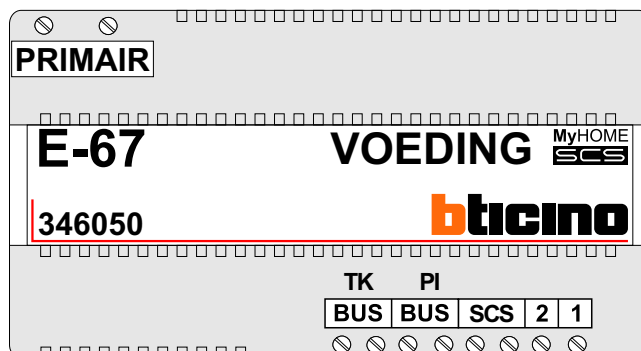 PRIMAIR
E-67 VOEDING MyHOME
SCS
346050 bticino
TK PI
BUS BUS SCS 2 1